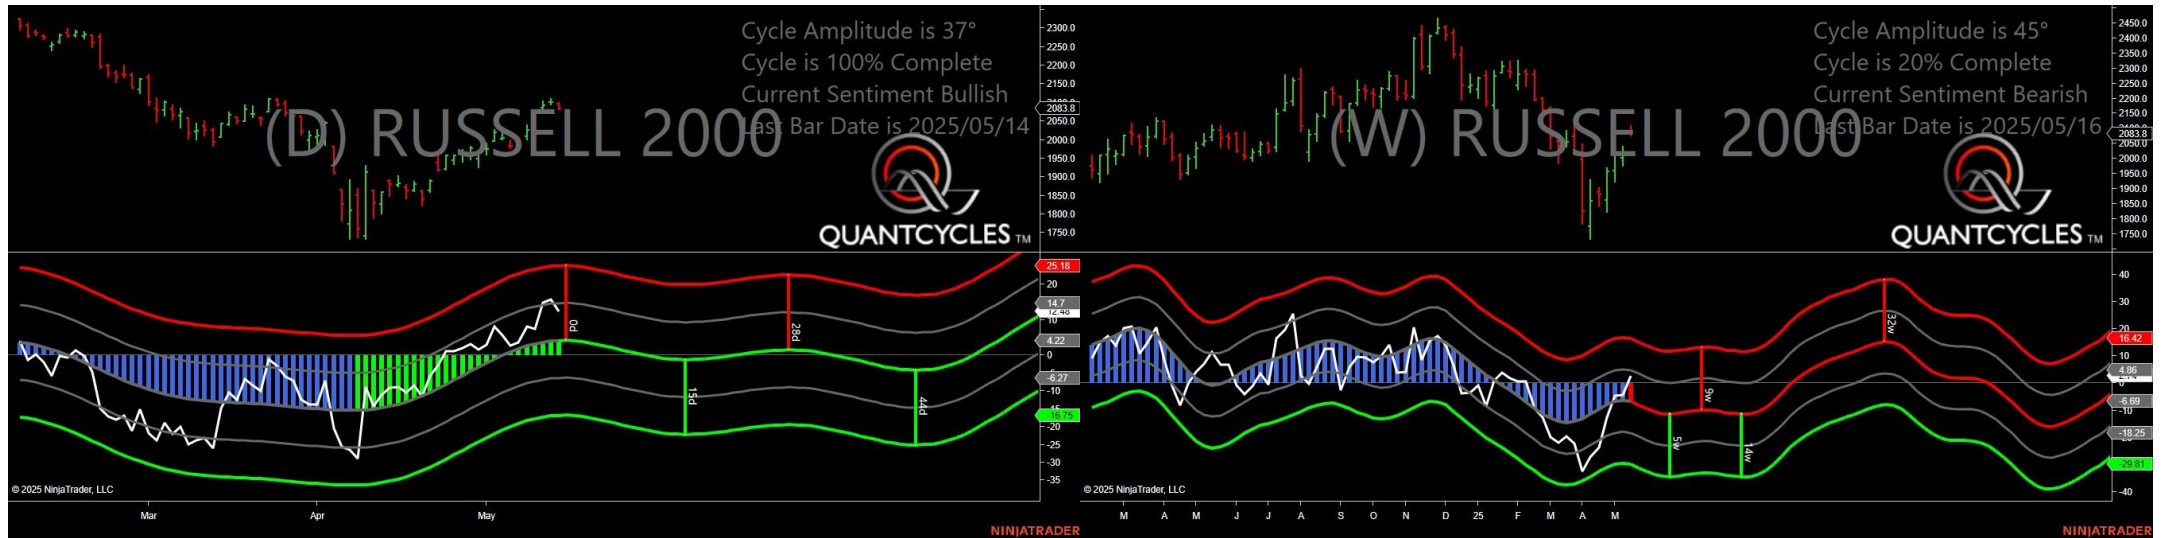 Cycle Amplitude is 37°
Cycle is 100% Complete
Current Sentiment Bullish
Last Bar Date is 2025/05/14
(D) RUSSELL 2000
QUANTCYCLES TM
2300.0
2250.0
2200.0
2150.0
2083.8
2050.0
2000.0
1950.0
1900.0
1850.0
1800.0
1750.0
25.18
20
14.7
12.48
10
4.22
0
-6.27
-16.75
-20
-25
-30
-35
0d
15d
28d
44d
© 2025 NinjaTrader, LLC
Mar
Apr
May
NINJATRADER
Cycle Amplitude is 45°
Cycle is 20% Complete
Current Sentiment Bearish
Last Bar Date is 2025/05/16
(W) RUSSELL 2000
QUANTCYCLES TM
2450.0
2400.0
2350.0
2300.0
2250.0
2200.0
2150.0
2083.8
2050.0
2000.0
1950.0
1900.0
1850.0
1800.0
1750.0
40
30
20
16.42
10
4.86
0
-6.69
-10
-18.25
-29.81
-40
5w
9w
14w
32w
© 2025 NinjaTrader, LLC
M A M J J A S O N D 25 F M A M
NINJATRADER